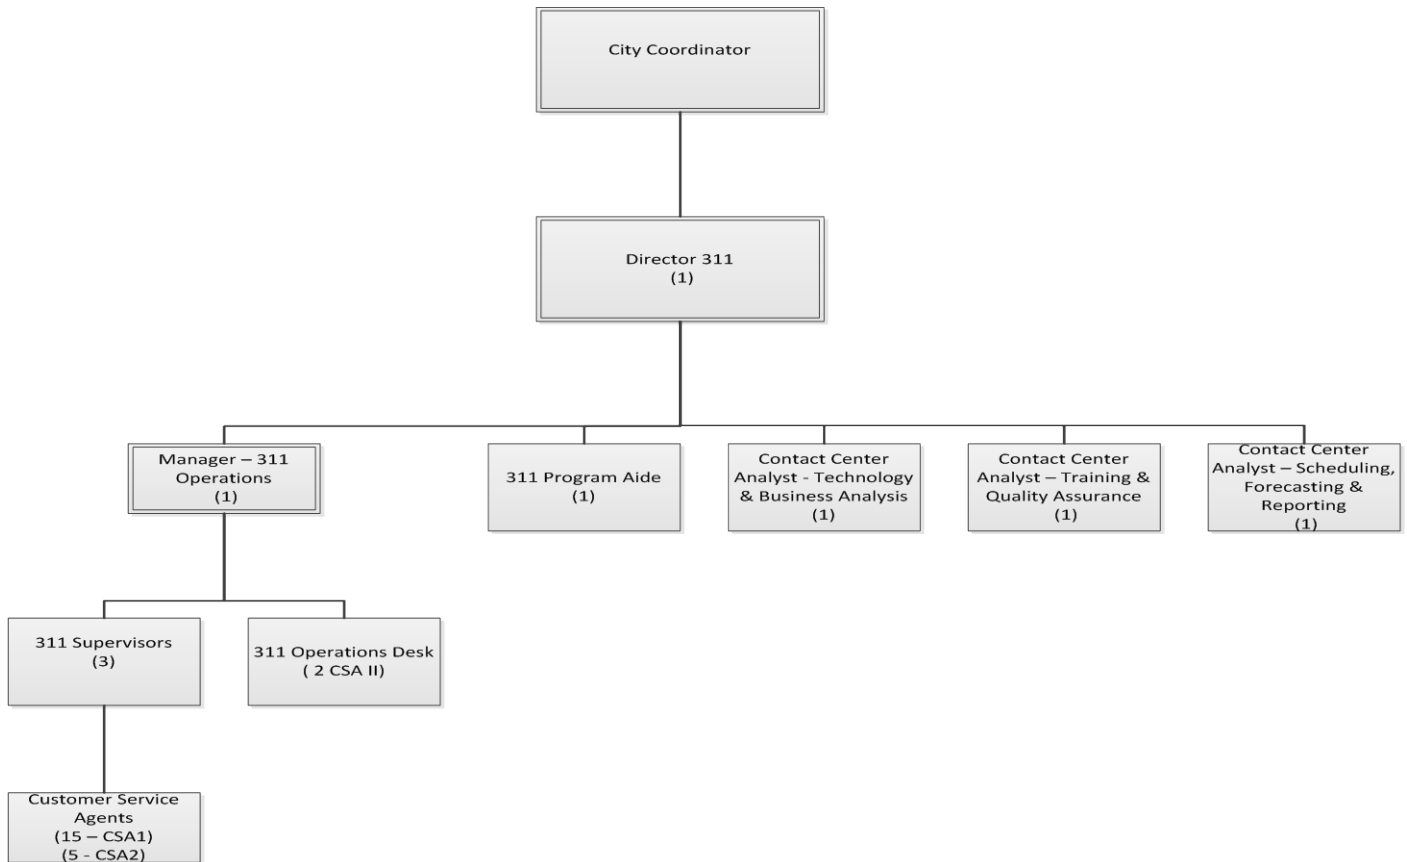 City Coordinator
Director 311
(1)
Manager – 311
Operations
(1)
311 Program Aide
(1)
Contact Center
Analyst - Technology
& Business Analysis
(1)
Contact Center
Analyst – Training &
Quality Assurance
(1)
Contact Center
Analyst – Scheduling,
Forecasting &
Reporting
(1)
311 Supervisors
(3)
311 Operations Desk
( 2 CSA II)
Customer Service
Agents
(15 – CSA1)
(5 - CSA2)